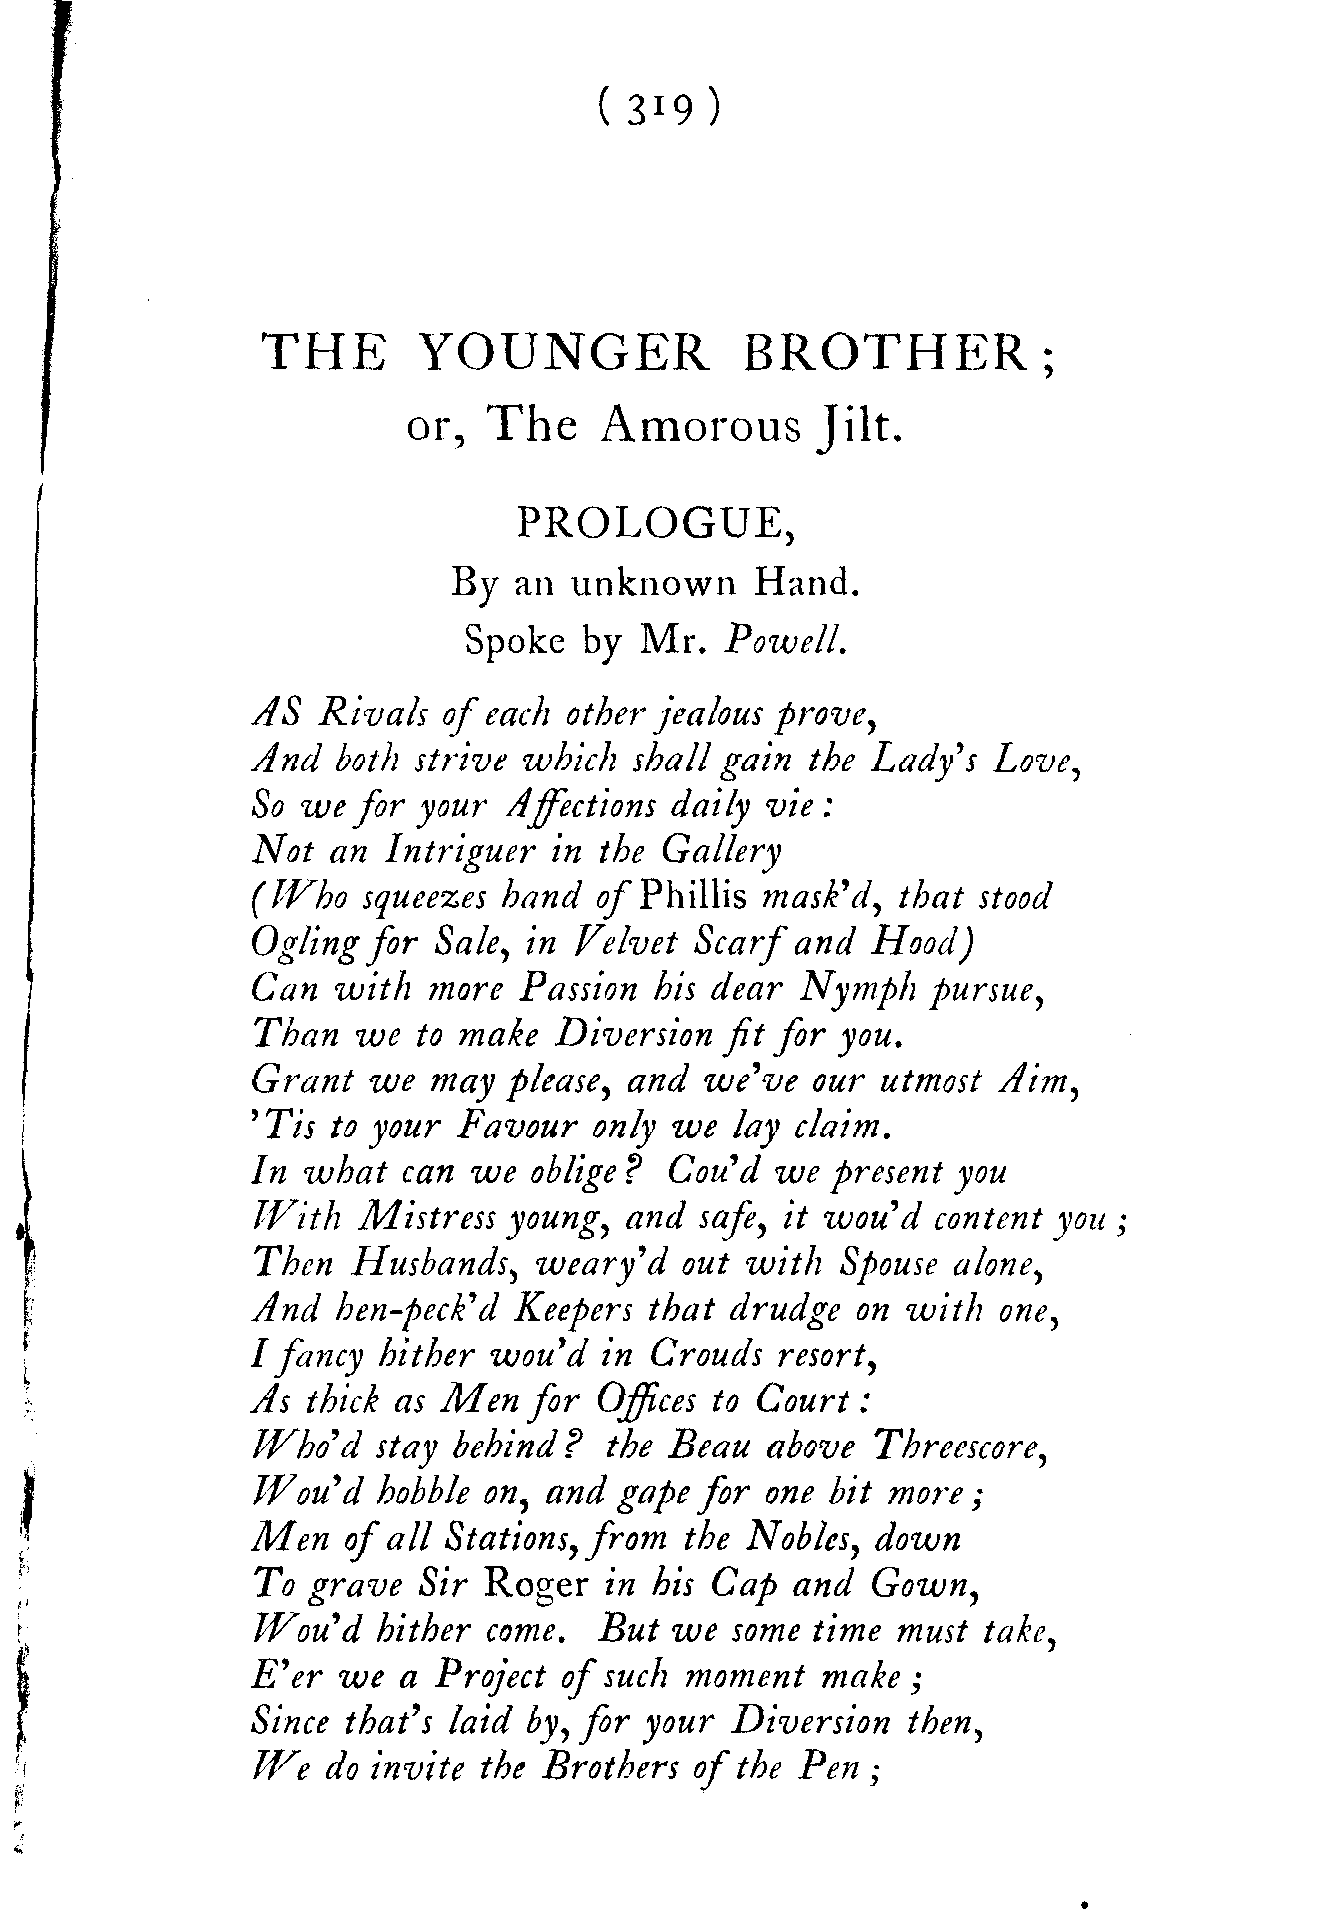 ( 319 )
THE YOUNGER BROTHER;
or, The Amorous Jilt.
PROLOGUE,
By an unknown Hand.
Spoke by Mr. Powell.
AS Rivals of each other jealous prove,
And both strive which shall gain the Lady's Love,
So we for your Affections daily vie :
Not an Intriguer in the Gallery
(Who squeezes hand of Phillis mask'd, that stood
Ogling for Sale, in Velvet Scarf and Hood)
Can with more Passion his dear Nymph pursue,
Than we to make Diversion fit for you.
Grant we may please, and we've our utmost Aim,
'Tis to your Favour only we lay claim.
In what can we oblige? Cou'd we present you
With Mistress young, and safe, it wou'd content you ;
Then Husbands, weary'd out with Spouse alone,
And hen-peck'd Keepers that drudge on with one,
I fancy hither wou'd in Crouds resort,
As thick as Men for Offices to Court :
Who'd stay behind? the Beau above Threescore,
Wou'd hobble on, and gape for one bit more ;
Men of all Stations, from the Nobles, down
To grave Sir Roger in his Cap and Gown,
Wou'd hither come. But we some time must take,
E'er we a Project of such moment make ;
Since that's laid by, for your Diversion then,
We do invite the Brothers of the Pen ;